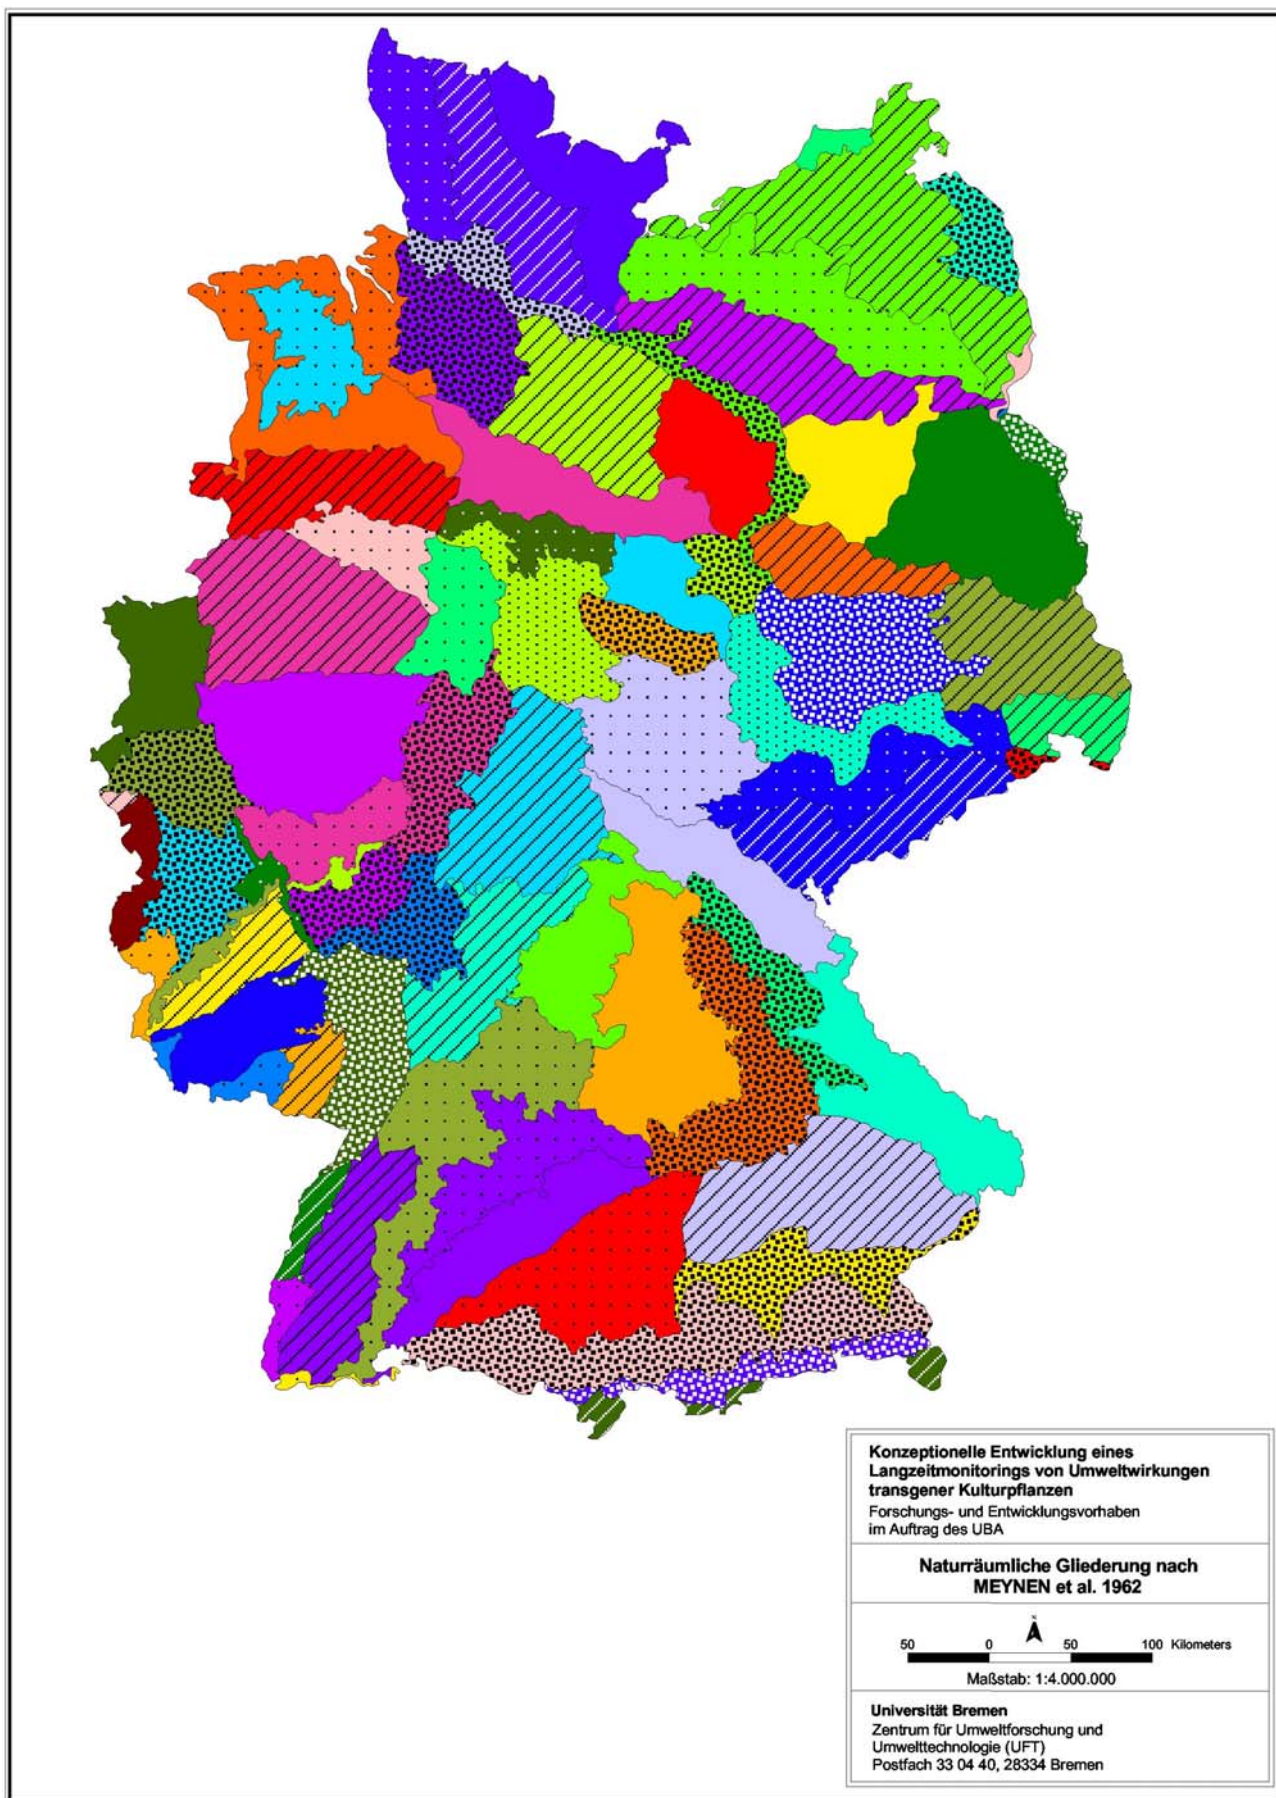 Konzeptionelle Entwicklung eines
Langzeitmonitorings von Umweltwirkungen
transgener Kulturpflanzen
Forschungs- und Entwicklungsvorhaben
im Auftrag des UBA
Naturräumliche Gliederung nach
MEYNEN et al. 1962
N
50 0 50 100 Kilometers
Maßstab: 1:4.000.000
Universität Bremen
Zentrum für Umweltforschung und
Umwelttechnologie (UFT)
Postfach 33 04 40, 28334 Bremen